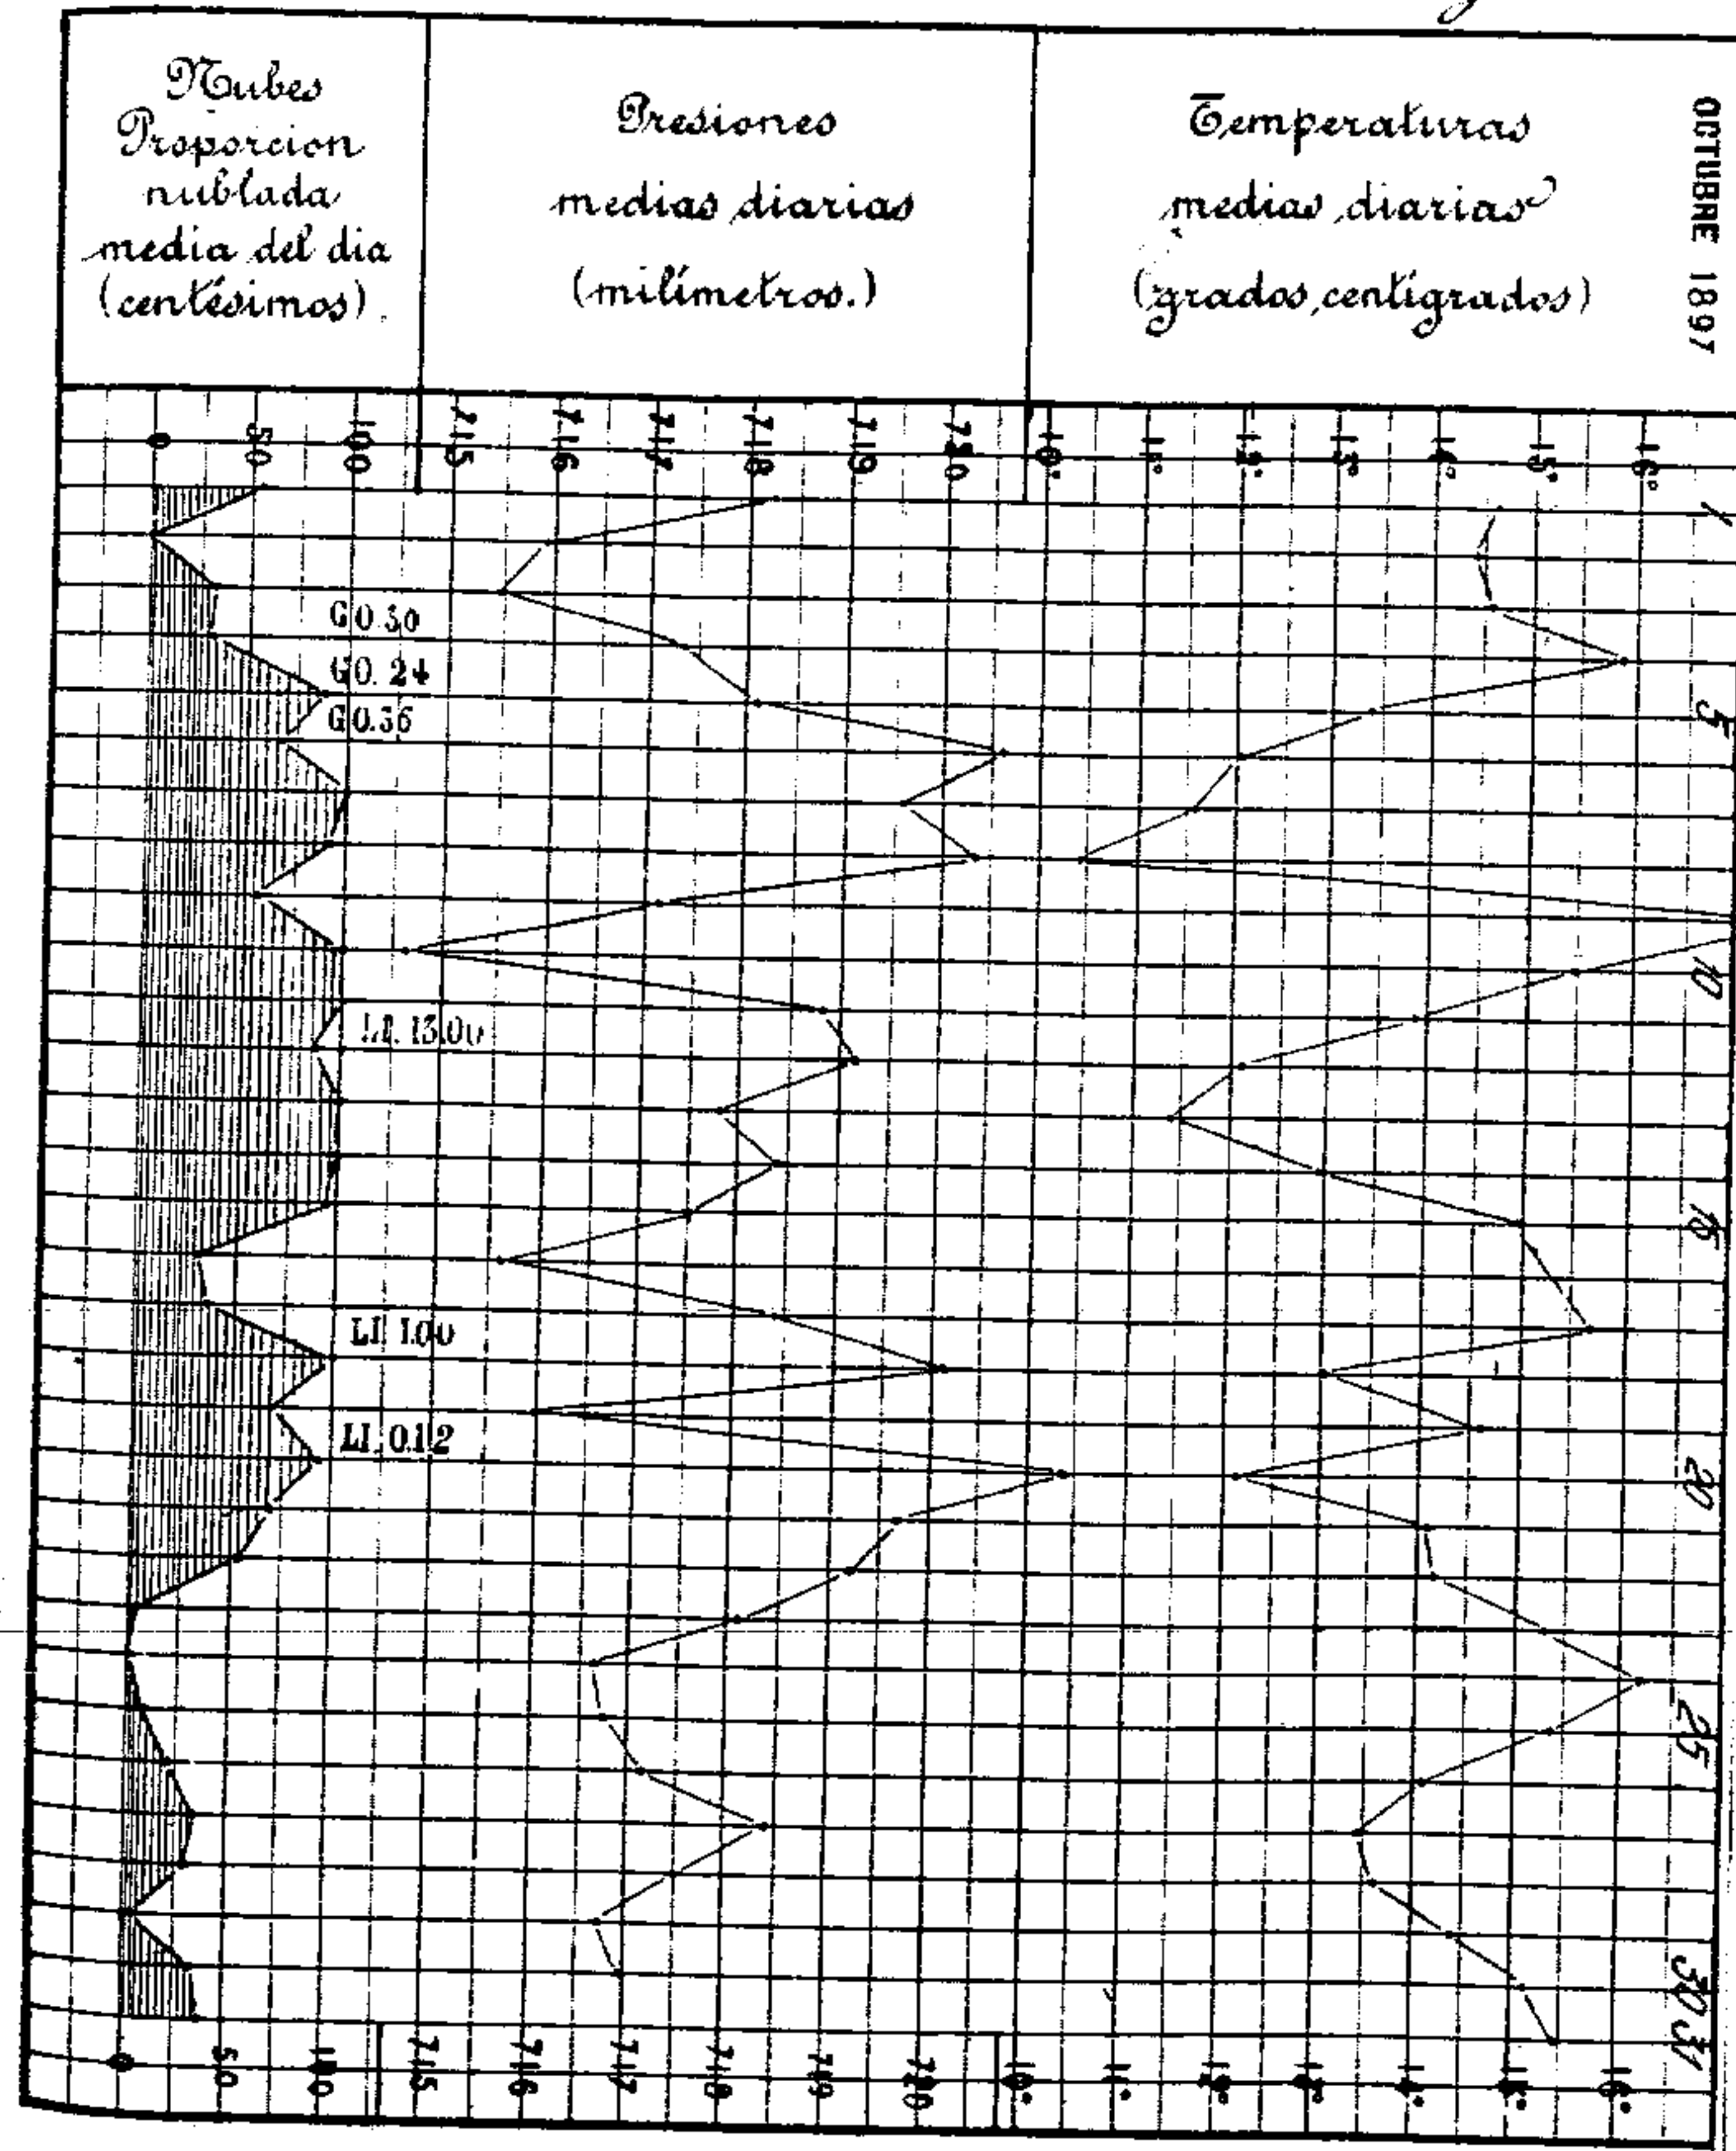 Nubes
Proporcion
nublada
media del dia
(centésimos)
Presiones
medias diarias
(milímetros.)
Temperaturas
medias diarias
(grados centígrados)
OCTUBRE 1897
0 50 100 715 716 717 718 719 720 10° 11° 12° 13° 14° 15° 16°
1
G 0.30
G 0.24
G 0.36
5
10
Ll. 13.00
15
Ll. 1.00
Ll. 0.12
20
25
30 31
0 50 100 715 716 717 718 719 720 10° 11° 12° 13° 14° 15° 16°